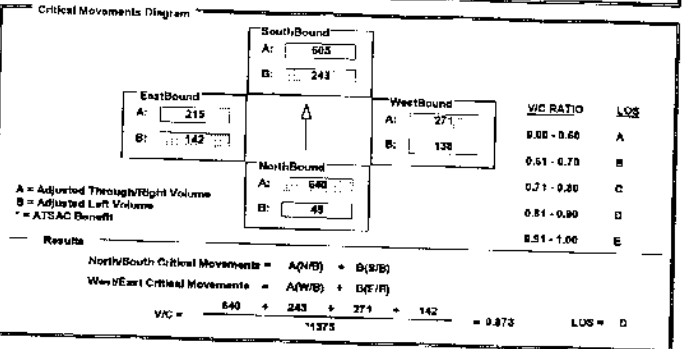 Critical Movements Diagram
SouthBound
A: 603
B: 243
EastBound
A: 215
B: 142
WestBound
A: 271
B: 138
NorthBound
A: 640
B: 45
V/C RATIO LOS
0.00 - 0.60 A
0.61 - 0.70 B
0.71 - 0.80 C
0.81 - 0.90 D
0.91 - 1.00 E
A = Adjusted Through/Right Volume
B = Adjusted Left Volume
* = ATSAC Benefit
Results
North/South Critical Movements = A(N/B) + B(S/B)
West/East Critical Movements = A(W/B) + B(E/B)
V/C = 640 + 243 + 271 + 142 = 0.873 LOS = D
*1375